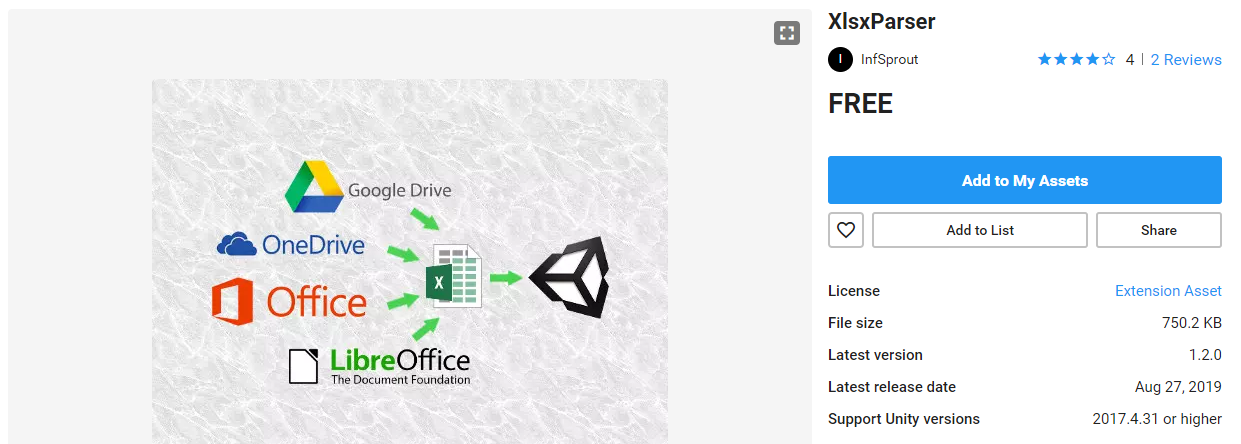 Google Drive
OneDrive
Office
X
LibreOffice
The Document Foundation
XlsxParser
I InfSprout 4 | 2 Reviews
FREE
Add to My Assets
Add to List Share
License Extension Asset
File size 750.2 KB
Latest version 1.2.0
Latest release date Aug 27, 2019
Support Unity versions 2017.4.31 or higher